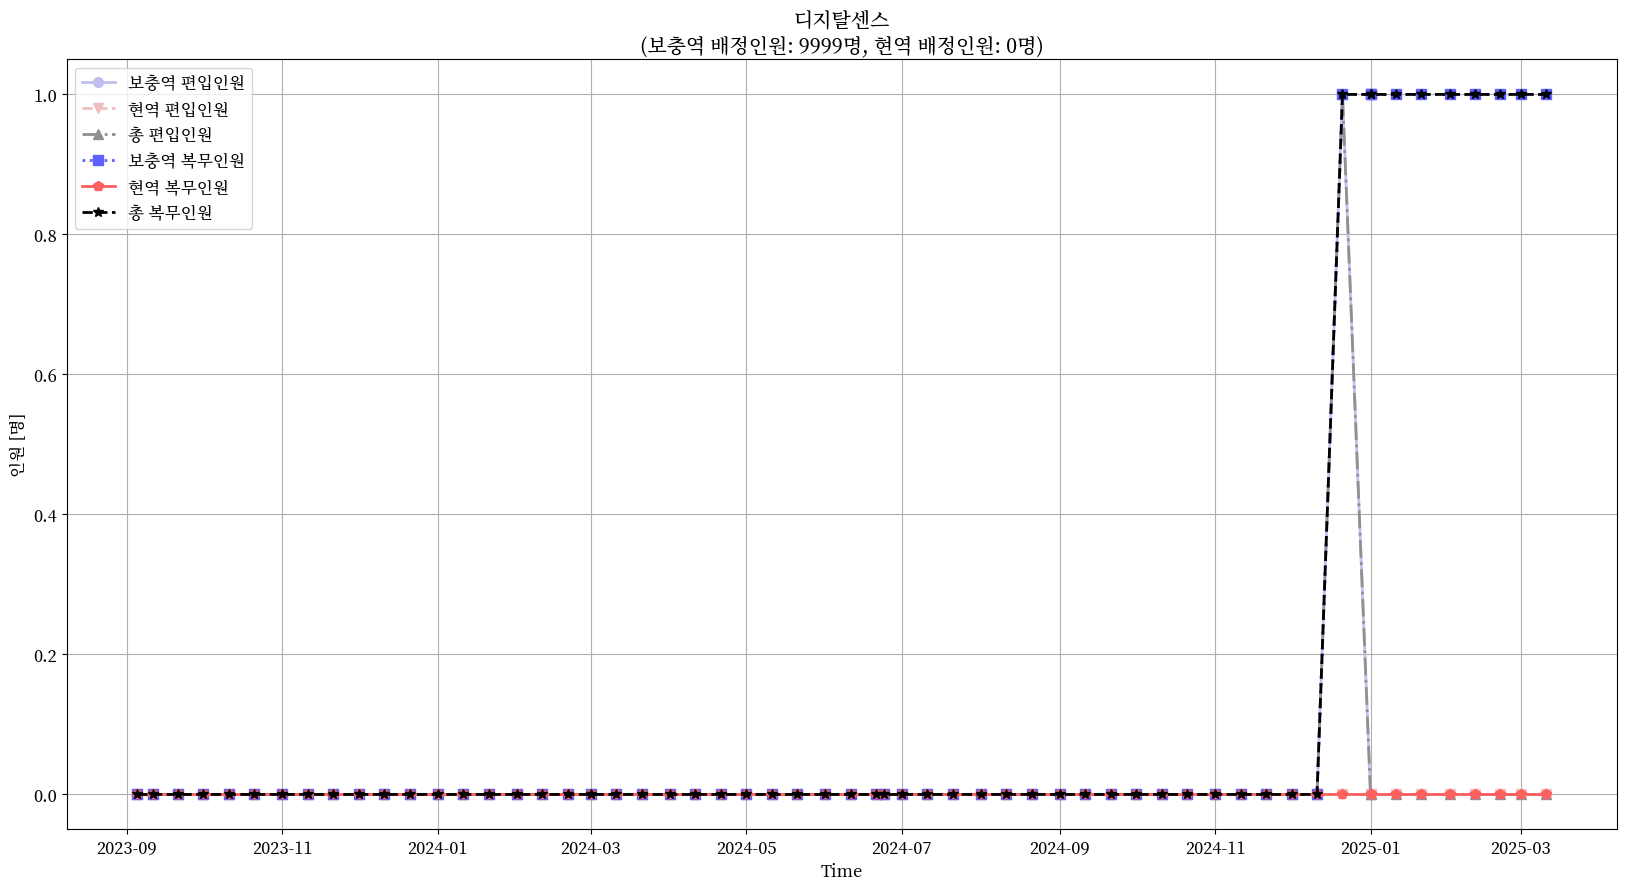 디지탈센스
(보충역 배정인원: 9999명, 현역 배정인원: 0명)
보충역 편입인원
현역 편입인원
총 편입인원
보충역 복무인원
현역 복무인원
총 복무인원
1.0
0.8
0.6
0.4
0.2
0.0
인원 [명]
2023-09 2023-11 2024-01 2024-03 2024-05 2024-07 2024-09 2024-11 2025-01 2025-03
Time